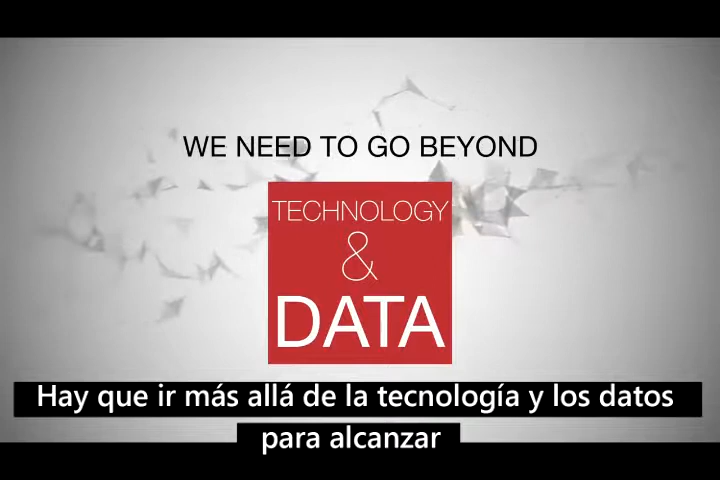 WE NEED TO GO BEYOND
TECHNOLOGY
&
DATA
Hay que ir más allá de la tecnología y los datos
para alcanzar